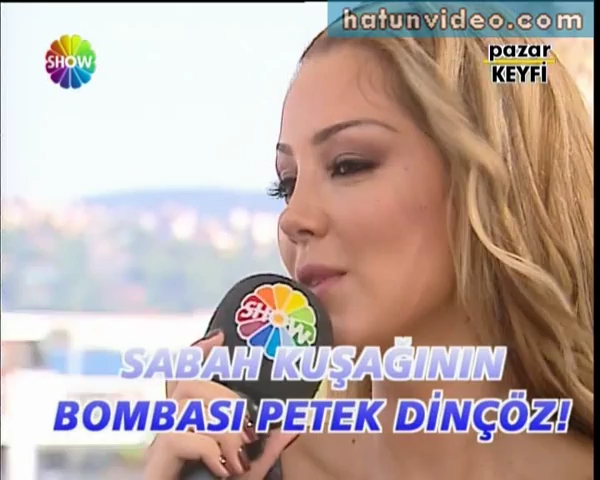 hatunvideo.com
SHOW
pazar
KEYFİ
SHOW
SABAH KUŞAĞININ
BOMBASI PETEK DİNÇÖZ!